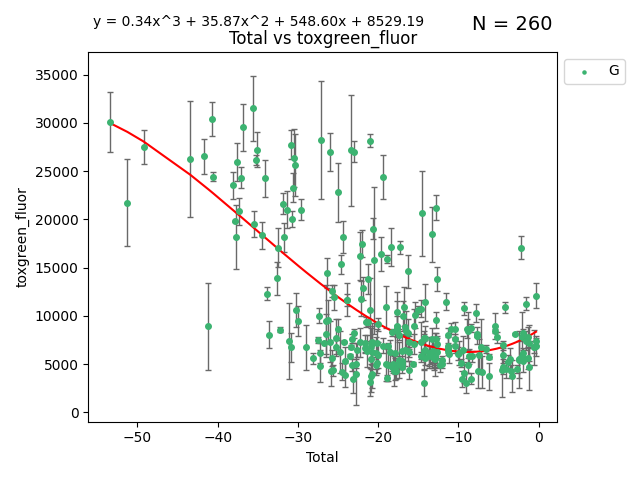 y = 0.34x^3 + 35.87x^2 + 548.60x + 8529.19
N = 260
Total vs toxgreen_fluor
G
toxgreen_fluor
35000
30000
25000
20000
15000
10000
5000
0
−50
−40
−30
−20
−10
0
Total